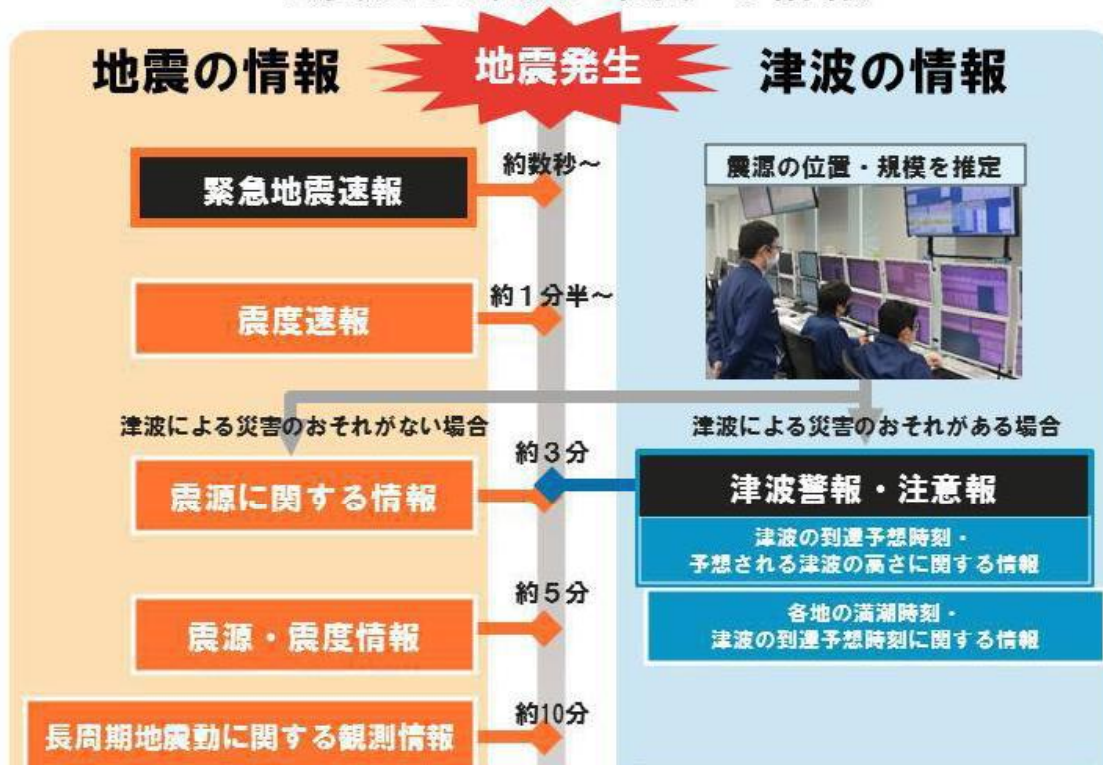 地震の情報
地震発生
津波の情報
約数秒～
緊急地震速報
震源の位置・規模を推定
約１分半～
震度速報
津波による災害のおそれがない場合
津波による災害のおそれがある場合
約３分
震源に関する情報
津波警報・注意報
津波の到達予想時刻・
予想される津波の高さに関する情報
約５分
震源・震度情報
各地の満潮時刻・
津波の到達予想時刻に関する情報
約10分
長周期地震動に関する観測情報